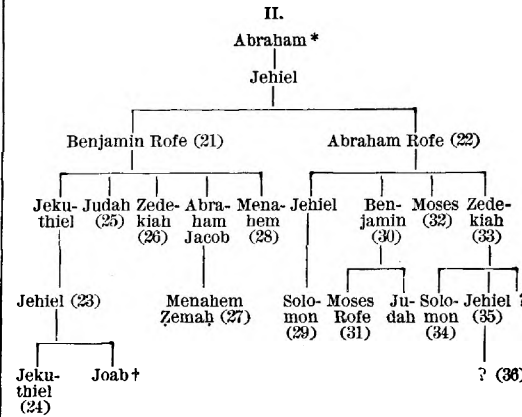 II.
Abraham *
Jehiel
Benjamin Rofe (21) Abraham Rofe (22)
Jeku- Judah Zede- Abra- Mena- Jehiel Ben- Moses Zede-
thiel (25) kiah ham hem jamin (32) kiah
(26) Jacob (28) (30) (33)
Jehiel (23) Menahem Solo- Moses Ju- Solo- Jehiel ?
Ẓemaḥ (27) mon Rofe dah mon (35)
(29) (31) (34)
Jeku- Joab † ? (36)
thiel
(24)